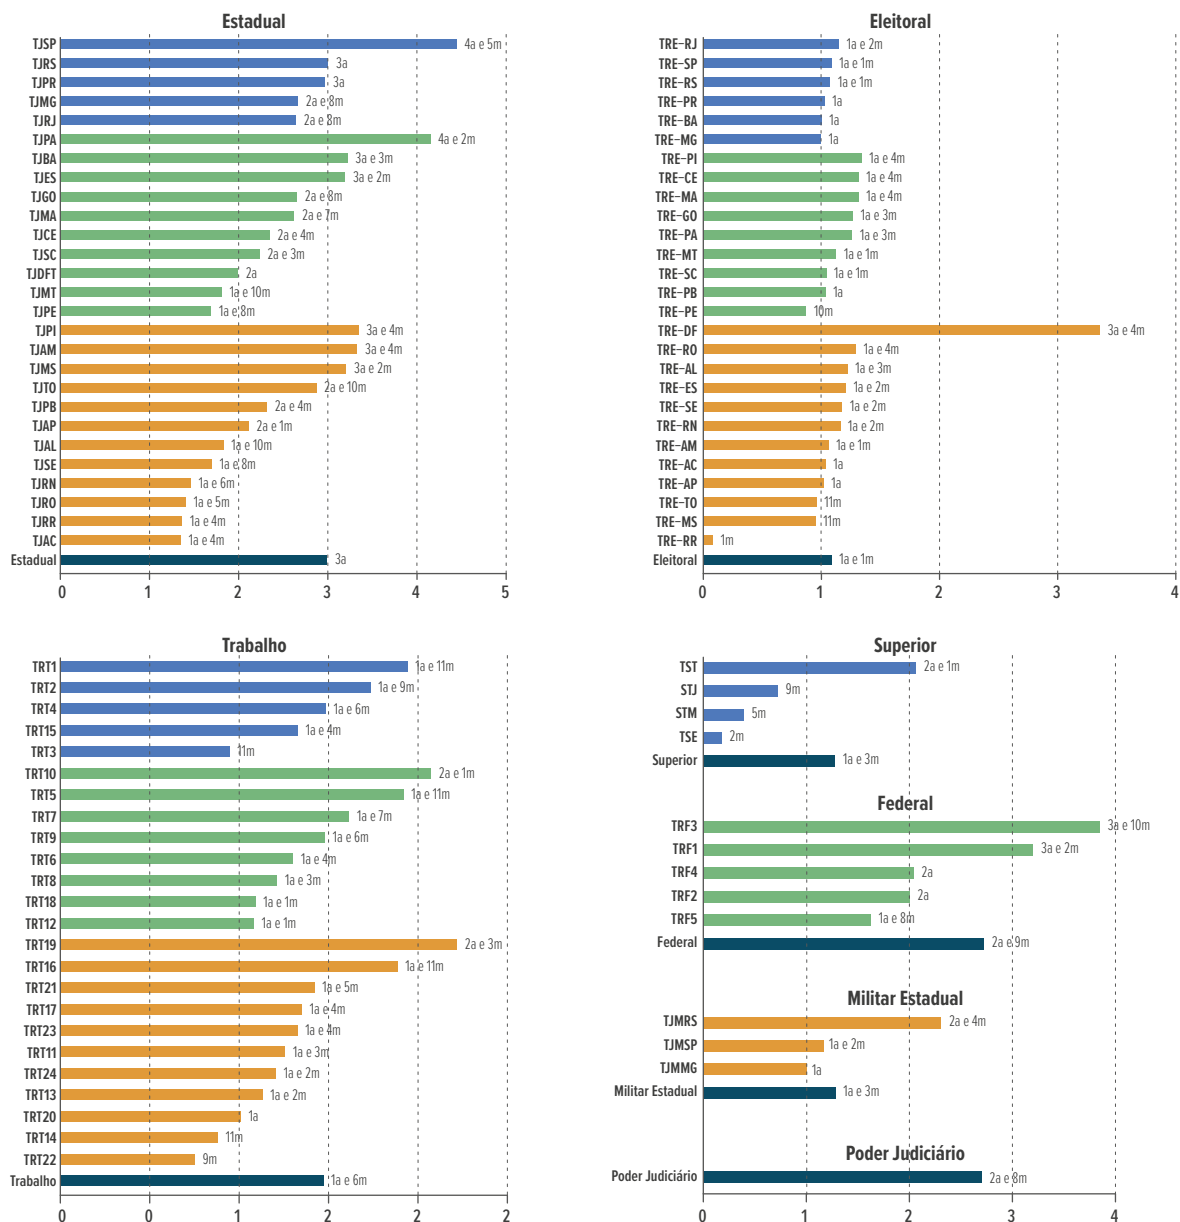 Estadual
TJSP 4a e 5m
TJRS 3a
TJPR 3a
TJMG 2a e 8m
TJRJ 2a e 8m
TJPA 4a e 2m
TJBA 3a e 3m
TJES 3a e 2m
TJGO 2a e 8m
TJMA 2a e 7m
TJCE 2a e 4m
TJSC 2a e 3m
TJDFT 2a
TJMT 1a e 10m
TJPE 1a e 8m
TJPI 3a e 4m
TJAM 3a e 4m
TJMS 3a e 2m
TJTO 2a e 10m
TJPB 2a e 4m
TJAP 2a e 1m
TJAL 1a e 10m
TJSE 1a e 8m
TJRN 1a e 6m
TJRO 1a e 5m
TJRR 1a e 4m
TJAC 1a e 4m
Estadual 3a
0 1 2 3 4 5
Eleitoral
TRE-RJ 1a e 2m
TRE-SP 1a e 1m
TRE-RS 1a e 1m
TRE-PR 1a
TRE-BA 1a
TRE-MG 1a
TRE-PI 1a e 4m
TRE-CE 1a e 4m
TRE-MA 1a e 4m
TRE-GO 1a e 3m
TRE-PA 1a e 3m
TRE-MT 1a e 1m
TRE-SC 1a e 1m
TRE-PB 1a
TRE-PE 10m
TRE-DF 3a e 4m
TRE-RO 1a e 4m
TRE-AL 1a e 3m
TRE-ES 1a e 2m
TRE-SE 1a e 2m
TRE-RN 1a e 2m
TRE-AM 1a e 1m
TRE-AC 1a
TRE-AP 1a
TRE-TO 11m
TRE-MS 11m
TRE-RR 1m
Eleitoral 1a e 1m
0 1 2 3 4
Trabalho
TRT1 1a e 11m
TRT2 1a e 9m
TRT4 1a e 6m
TRT15 1a e 4m
TRT3 11m
TRT10 2a e 1m
TRT5 1a e 11m
TRT7 1a e 7m
TRT9 1a e 6m
TRT6 1a e 4m
TRT8 1a e 3m
TRT18 1a e 1m
TRT12 1a e 1m
TRT19 2a e 3m
TRT16 1a e 11m
TRT21 1a e 5m
TRT17 1a e 4m
TRT23 1a e 4m
TRT11 1a e 3m
TRT24 1a e 2m
TRT13 1a e 2m
TRT20 1a
TRT14 11m
TRT22 9m
Trabalho 1a e 6m
0 0 1 2 2 2
Superior
TST 2a e 1m
STJ 9m
STM 5m
TSE 2m
Superior 1a e 3m
Federal
TRF3 3a e 10m
TRF1 3a e 2m
TRF4 2a
TRF2 2a
TRF5 1a e 8m
Federal 2a e 9m
Militar Estadual
TJMRS 2a e 4m
TJMSP 1a e 2m
TJMMG 1a
Militar Estadual 1a e 3m
Poder Judiciário
Poder Judiciário 2a e 8m
0 1 2 3 4